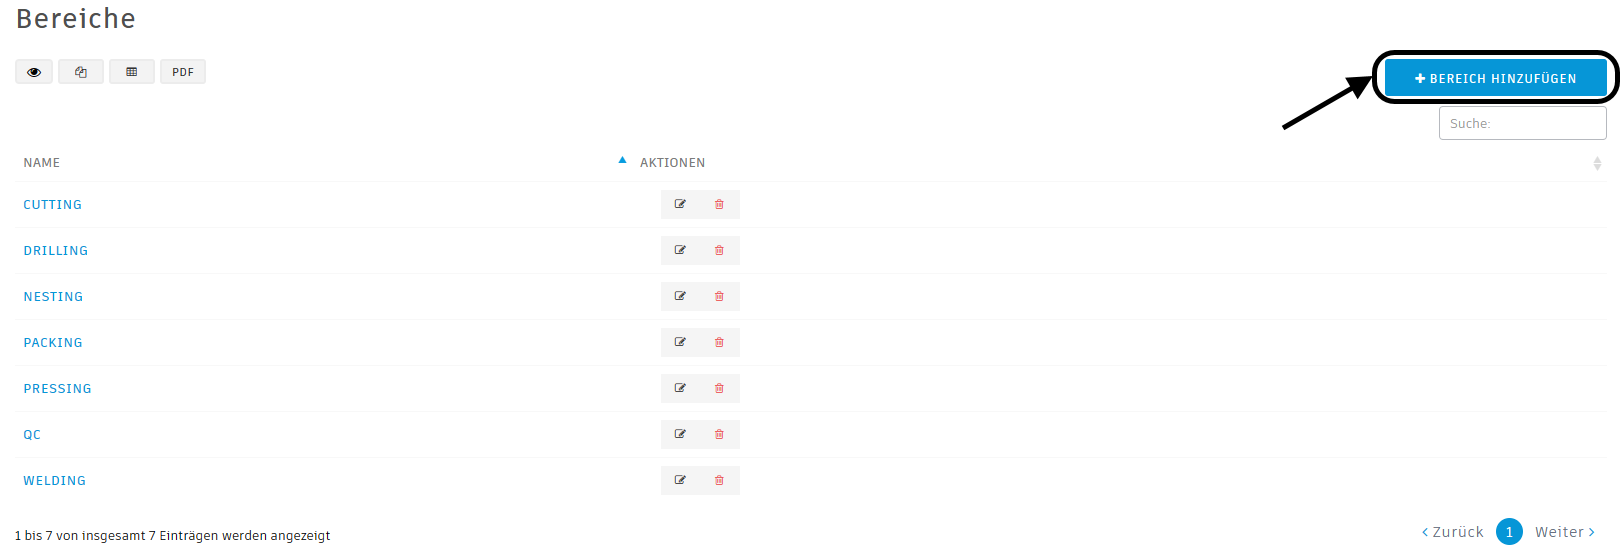 Bereiche
PDF
BEREICH HINZUFÜGEN
Suche:
NAME AKTIONEN
CUTTING
DRILLING
NESTING
PACKING
PRESSING
QC
WELDING
1 bis 7 von insgesamt 7 Einträgen werden angezeigt
Zurück 1 Weiter